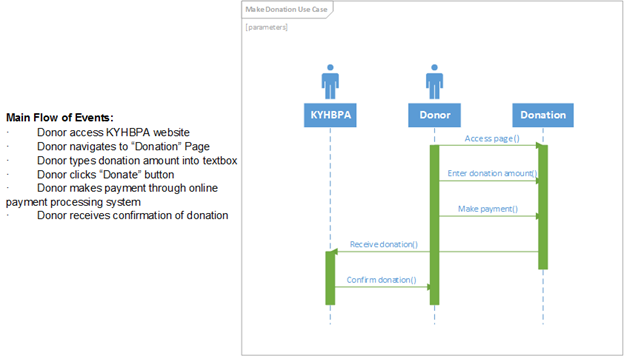 Main Flow of Events:
· Donor access KYHBPA website
· Donor navigates to "Donation" Page
· Donor types donation amount into textbox
· Donor clicks "Donate" button
· Donor makes payment through online
payment processing system
· Donor receives confirmation of donation
Make Donation Use Case
[parameters]
KYHBPA
Donor
Donation
Access page()
Enter donation amount()
Make payment()
Receive donation()
Confirm donation()